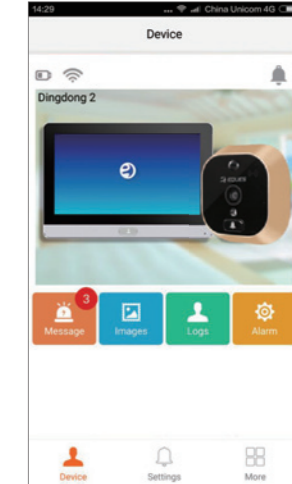 14:29 ... China Unicom 4G
Device
Dingdong 2
3
Message Images Logs Alarm
Device Settings More